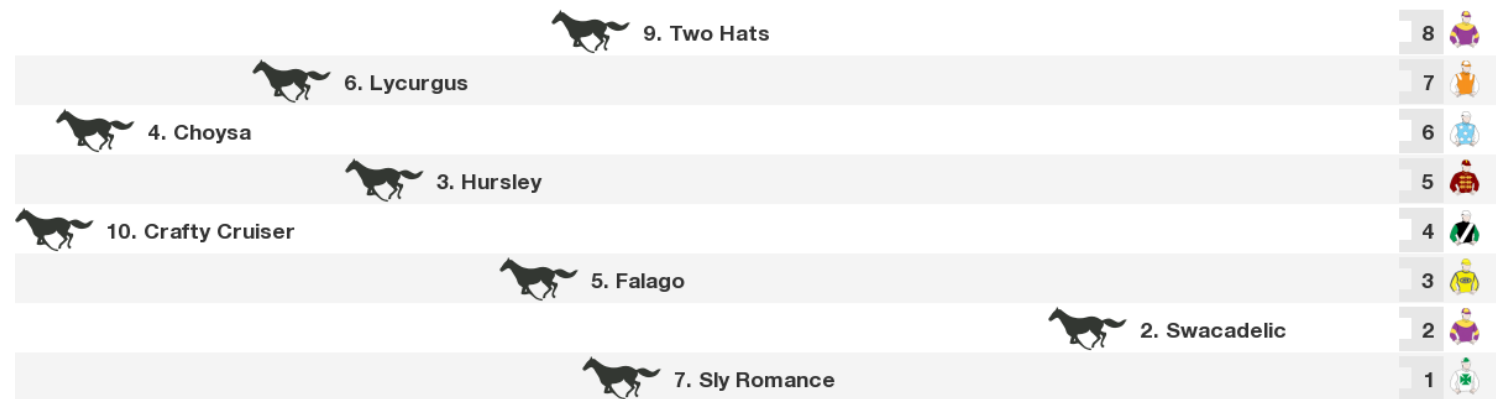 9. Two Hats 8
6. Lycurgus 7
4. Choysa 6
3. Hursley 5
10. Crafty Cruiser 4
5. Falago 3
2. Swacadelic 2
7. Sly Romance 1